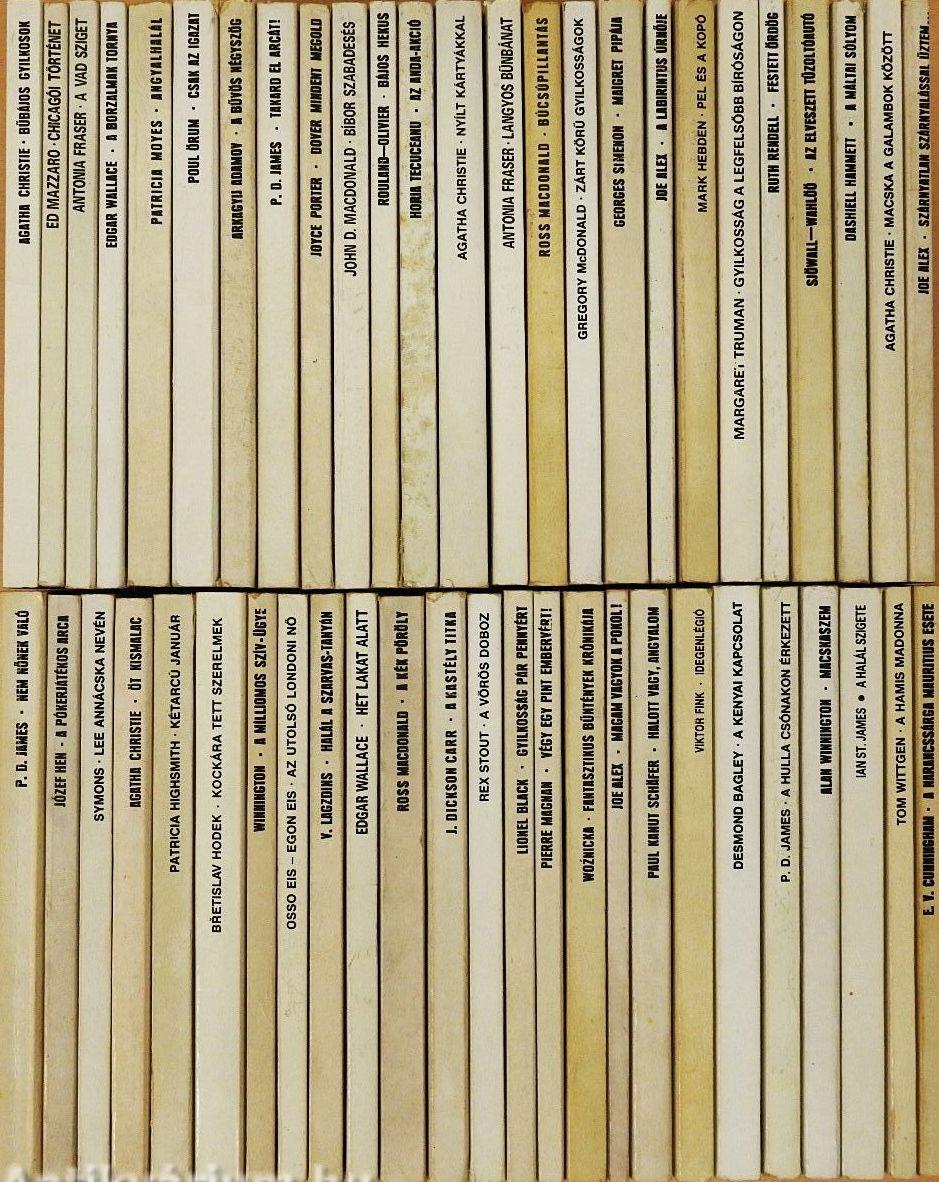 AGATHA CHRISTIE · BŰBÁJOS GYILKOSOK
ED MAZZARO · CHICAGÓI TÖRTÉNET
ANTONIA FRASER · A VAD SZIGET
EDGAR WALLACE · A BORZALMAK TORNYA
PATRICIA MOYES · ANGYALHALÁL
POUL ÖRUM · CSAK AZ IGAZAT
ARKAGYIJ ADAMOV · A BŰVÖS NÉGYSZÖG
P. D. JAMES · TAKARD EL ARCÁT!
JOYCE PORTER · DOVER MINDENT MEGOLD
JOHN D. MACDONALD · BÍBOR SZABADESÉS
ROULAND—OLIVIER · BÁJOS HEKUS
HORIA TECUCEANU · AZ ANDA-AKCIÓ
AGATHA CHRISTIE · NYÍLT KÁRTYÁKKAL
ANTONIA FRASER · LANGYOS BŰNBÁNAT
ROSS MACDONALD · BÚCSÚPILLANTÁS
GREGORY McDONALD · ZÁRT KÖRŰ GYILKOSSÁGOK
GEORGES SIMENON · MAIGRET PIPÁJA
JOE ALEX · A LABIRINTUS ÚRNŐJE
MARK HEBDEN · PEL ÉS A KOPÓ
MARGARET TRUMAN · GYILKOSSÁG A LEGFELSŐBB BÍRÓSÁGON
RUTH RENDELL · FESTETT ÖRDÖG
SJÖWALL—WAHLÖÖ · AZ ELVESZETT TŰZOLTÓAUTÓ
DASHIELL HAMMETT · A MÁLTAI SÓLYOM
AGATHA CHRISTIE · MACSKA A GALAMBOK KÖZÖTT
JOE ALEX · SZÁRNYATLAN SZÁRNYALÁSSAL ŰZTEM...
P. D. JAMES · NEM NŐNEK VALÓ
JÓZEF HEN · A PÓKERJÁTÉKOS ARCA
SYMONS · LEE ANNÁCSKA NEVÉN
AGATHA CHRISTIE · ÖT KISMALAC
PATRICIA HIGHSMITH · KÉTARCÚ JANUÁR
BŘETISLAV HODEK · KOCKÁRA TETT SZERELMEK
WINNINGTON · A MILLIOMOS SZÍV-ÜGYE
OSSO EIS – EGON EIS · AZ UTOLSÓ LONDONI NŐ
V. LAGZDINS · HALÁL A SZARVAS-TANYÁN
EDGAR WALLACE · HÉT LAKAT ALATT
ROSS MACDONALD · A KÉK PÖRÖLY
J. DICKSON CARR · A KASTÉLY TITKA
REX STOUT · A VÖRÖS DOBOZ
LIONEL BLACK · GYILKOSSÁG PÁR PENNYÉRT
PIERRE MAGNAN · VÉGY EGY PINT EMBERVÉRT!
WOŹNICKA · FANTASZTIKUS BŰNTÉNYEK KRÓNIKÁJA
JOE ALEX · MAGAM VAGYOK A POKOL!
PAUL KANUT SCHÄFER · HALOTT VAGY, ANGYALOM
VIKTOR FINK · IDEGENLÉGIÓ
DESMOND BAGLEY · A KENYAI KAPCSOLAT
P. D. JAMES · A HULLA CSÓNAKON ÉRKEZETT
ALAN WINNINGTON · MACSKASZEM
IAN ST. JAMES ● A HALÁL SZIGETE
TOM WITTGEN · A HAMIS MADONNA
E. V. CUNNINGHAM · A NARANCSSÁRGA MAURITIUS ESETE